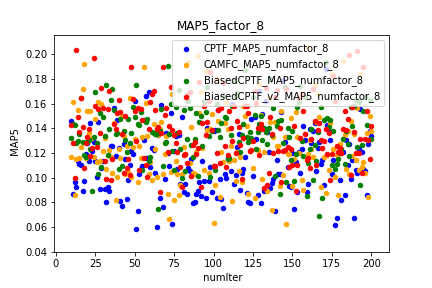 MAP5_factor_8
CPTF_MAP5_numfactor_8
CAMFC_MAP5_numfactor_8
BiasedCPTF_MAP5_numfactor_8
BiasedCPTF_v2_MAP5_numfactor_8
0.20
0.18
0.16
0.14
0.12
0.10
0.08
0.06
0.04
MAP5
0 25 50 75 100 125 150 175 200
numIter